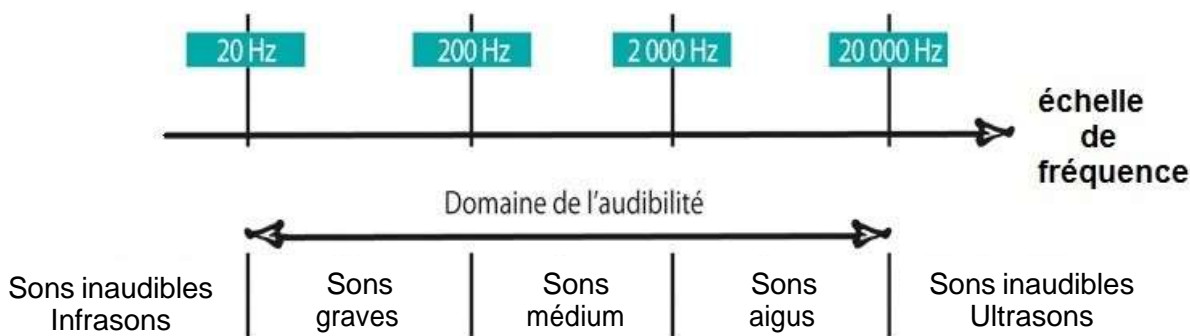 20 Hz
200 Hz
2 000 Hz
20 000 Hz
échelle
de
fréquence
Domaine de l'audibilité
Sons inaudibles
Infrasons
Sons
graves
Sons
médium
Sons
aigus
Sons inaudibles
Ultrasons